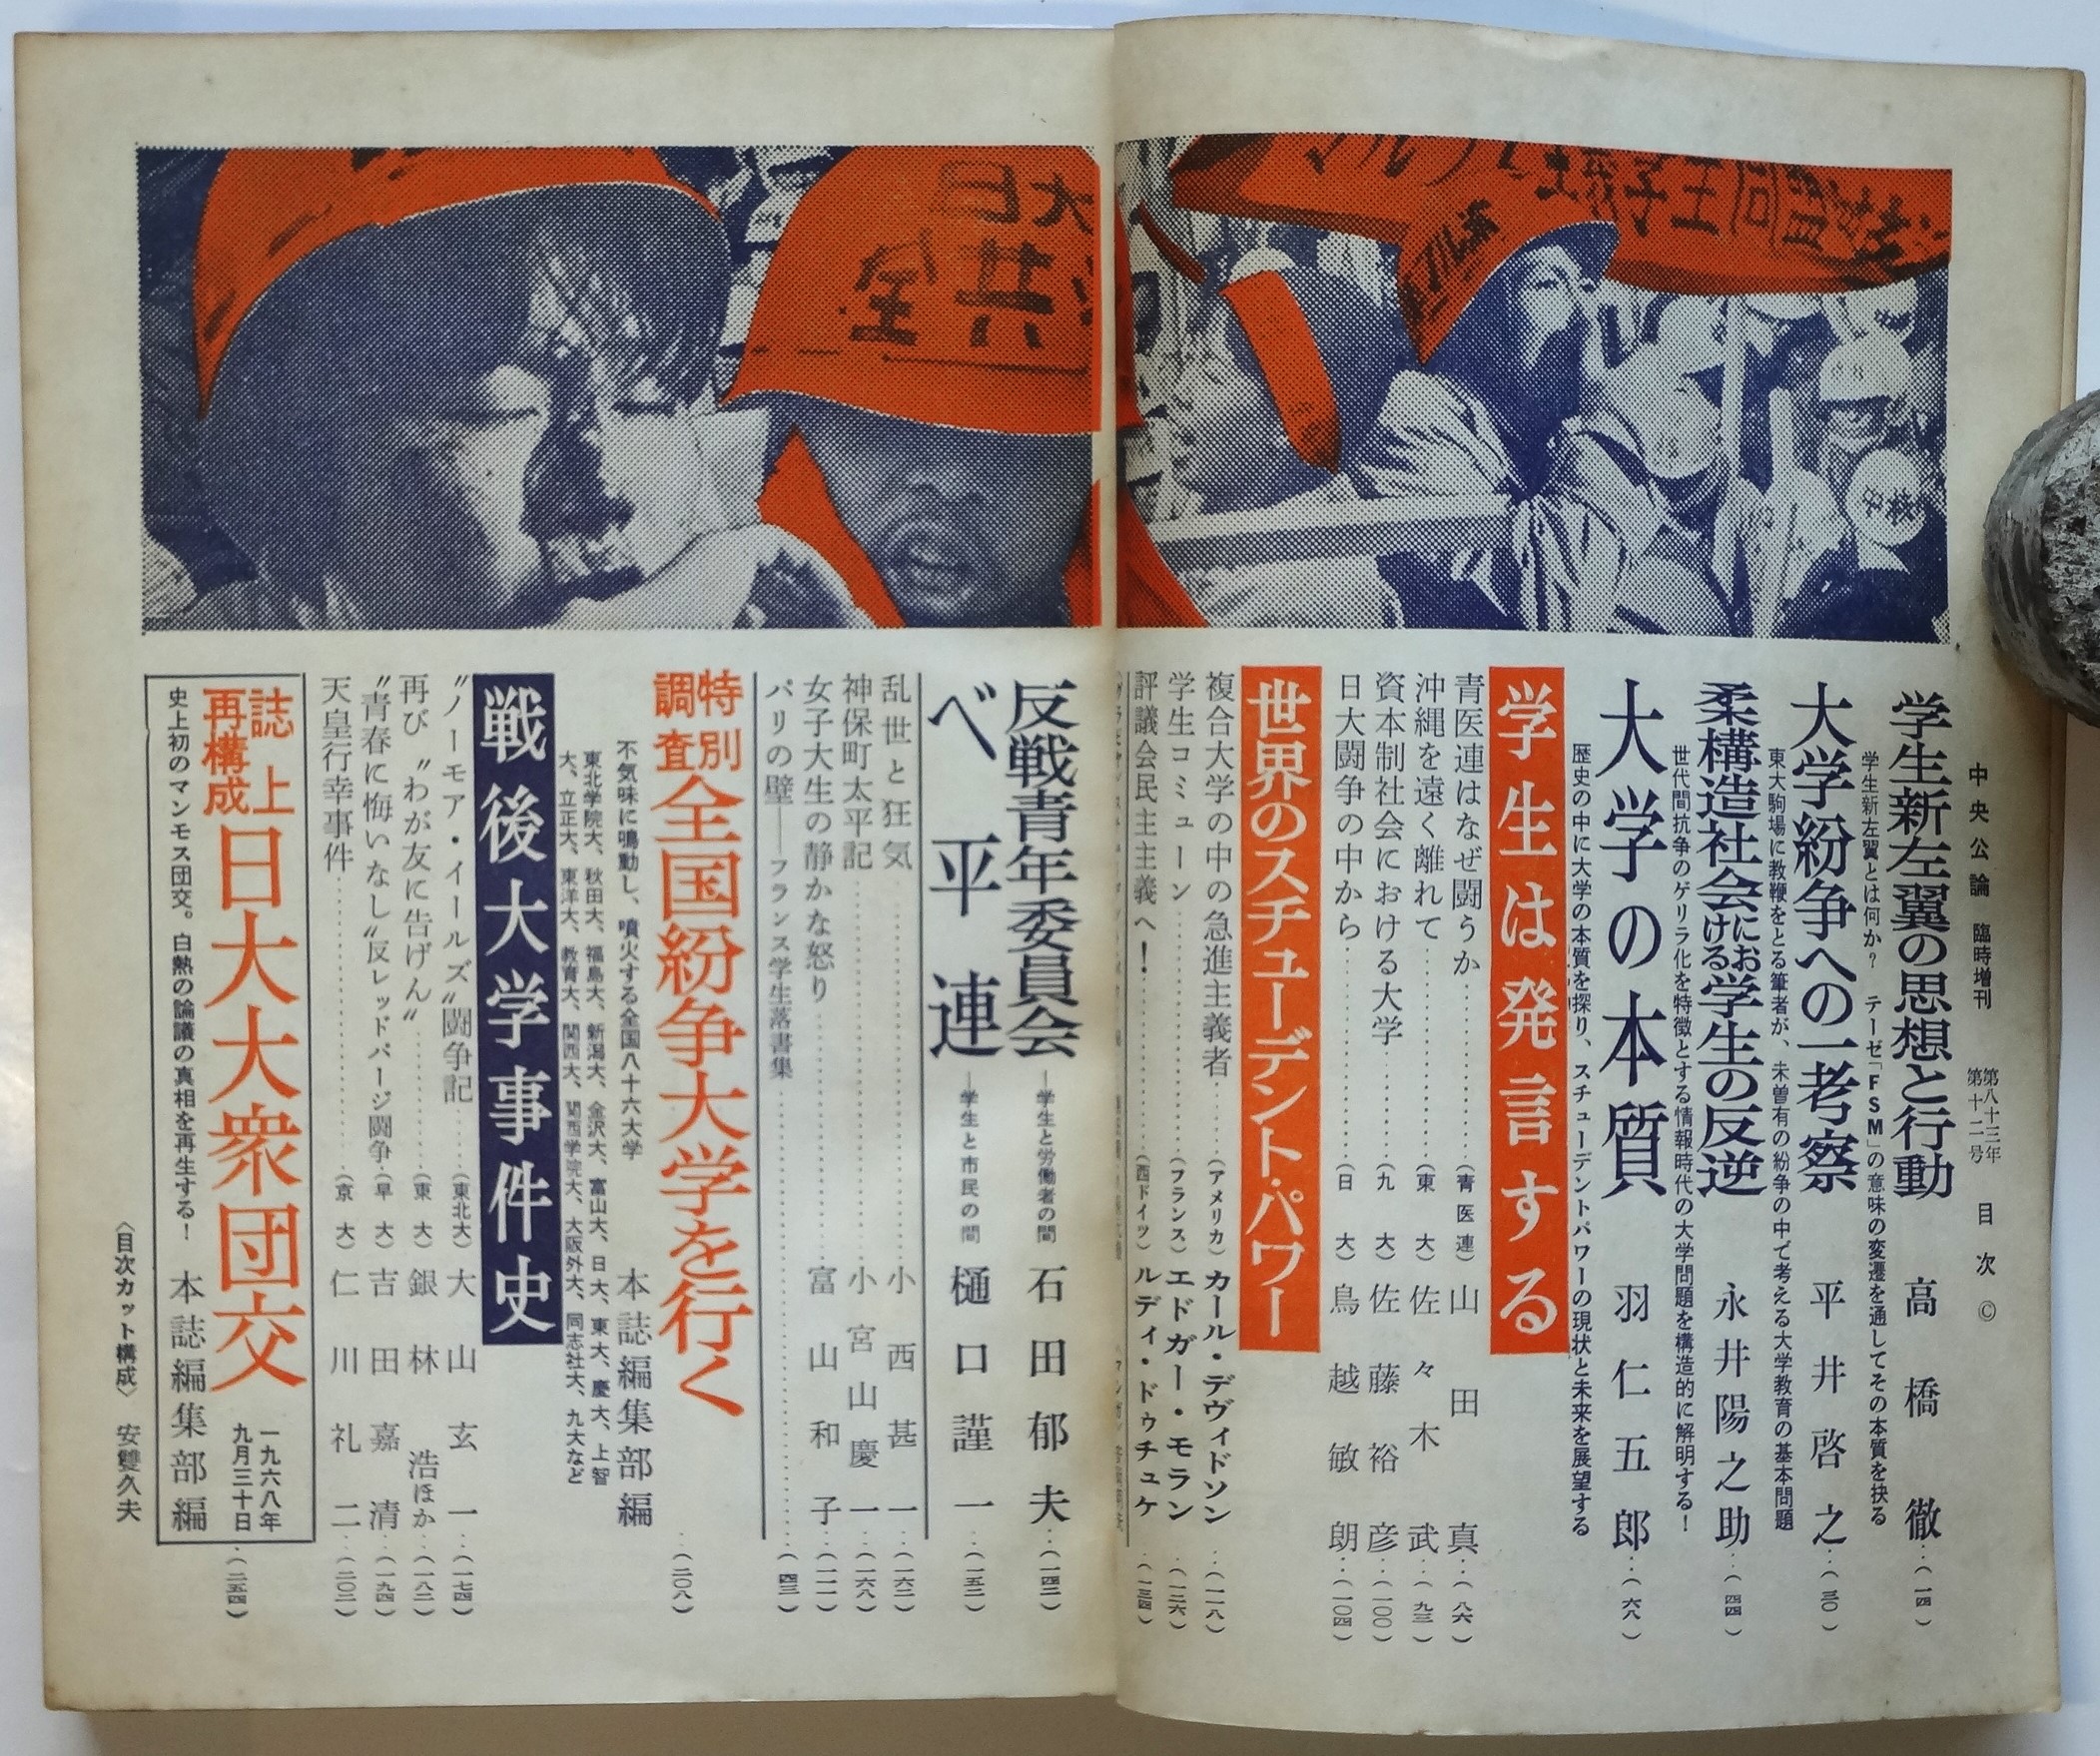 中央公論 臨時増刊 第八十三年 第十二号 目次 ©
学生新左翼の思想と行動 高橋徹‥(一四)
学生新左翼とは何か? テーゼ「FSM」の意味の変遷を通してその本質を抉る
大学紛争への一考察 平井啓之‥(三〇)
東大駒場に教鞭をとる筆者が、未曽有の紛争の中で考える大学教育の基本問題
柔構造社会における学生の反逆 永井陽之助‥(四四)
世代間抗争のゲリラ化を特徴とする情報時代の大学問題を構造的に解明する!
大学の本質 羽仁五郎‥(六八)
歴史の中に大学の本質を探り、スチューデントパワーの現状と未来を展望する
学生は発言する
青医連はなぜ闘うか‥‥(青医連)山田真‥(八六)
沖縄を遠く離れて‥‥(東大)佐々木武‥(九三)
資本制社会における大学‥‥(九大)佐藤裕彦‥(一〇〇)
日大闘争の中から‥‥(日大)鳥越敏朗‥(一〇四)
世界のスチューデント・パワー
複合大学の中の急進主義者‥‥(アメリカ)カール・デヴィドソン‥(一一八)
学生コミューン‥‥(フランス)エドガー・モラン‥(一二六)
評議会民主主義へ!‥‥(西ドイツ)ルディ・ドゥチュケ‥(一三四)
反戦青年委員会―学生と労働者の間 石田郁夫‥(一四二)
べ平連―学生と市民の間 樋口謹一‥(一五二)
乱世と狂気‥‥小西甚一‥(一六二)
神保町太平記‥‥小宮山慶一‥(一六八)
女子大生の静かな怒り‥‥富山和子‥(一一一)
パリの壁――フランス学生落書集‥‥(四三)
特別調査 全国紛争大学を行く 本誌編集部編‥(二〇八)
不気味に鳴動し、噴火する全国八十六大学
東北学院大、秋田大、福島大、新潟大、金沢大、富山大、日大、東大、慶大、上智
大、立正大、東洋大、教育大、関西大、関西学院大、大阪外大、同志社大、九大など
戦後大学事件史
〝ノーモア・イールズ〟闘争記‥‥(東北大)大山玄一‥(一七四)
再び〝わが友に告げん〟‥‥(東大)銀林浩ほか‥(一八二)
〝青春に悔いなし〟反レッドパージ闘争‥(早大)吉田嘉清‥(一九四)
天皇行幸事件‥‥(京大)仁川礼二‥(二〇二)
誌上再構成 日大大衆団交 一九六八年九月三十日‥(二五四)
史上初のマンモス団交。白熱の論議の真相を再生する! 本誌編集部編
〈目次カット構成〉 安雙久夫
日大
全共
マルクス主義学生同盟